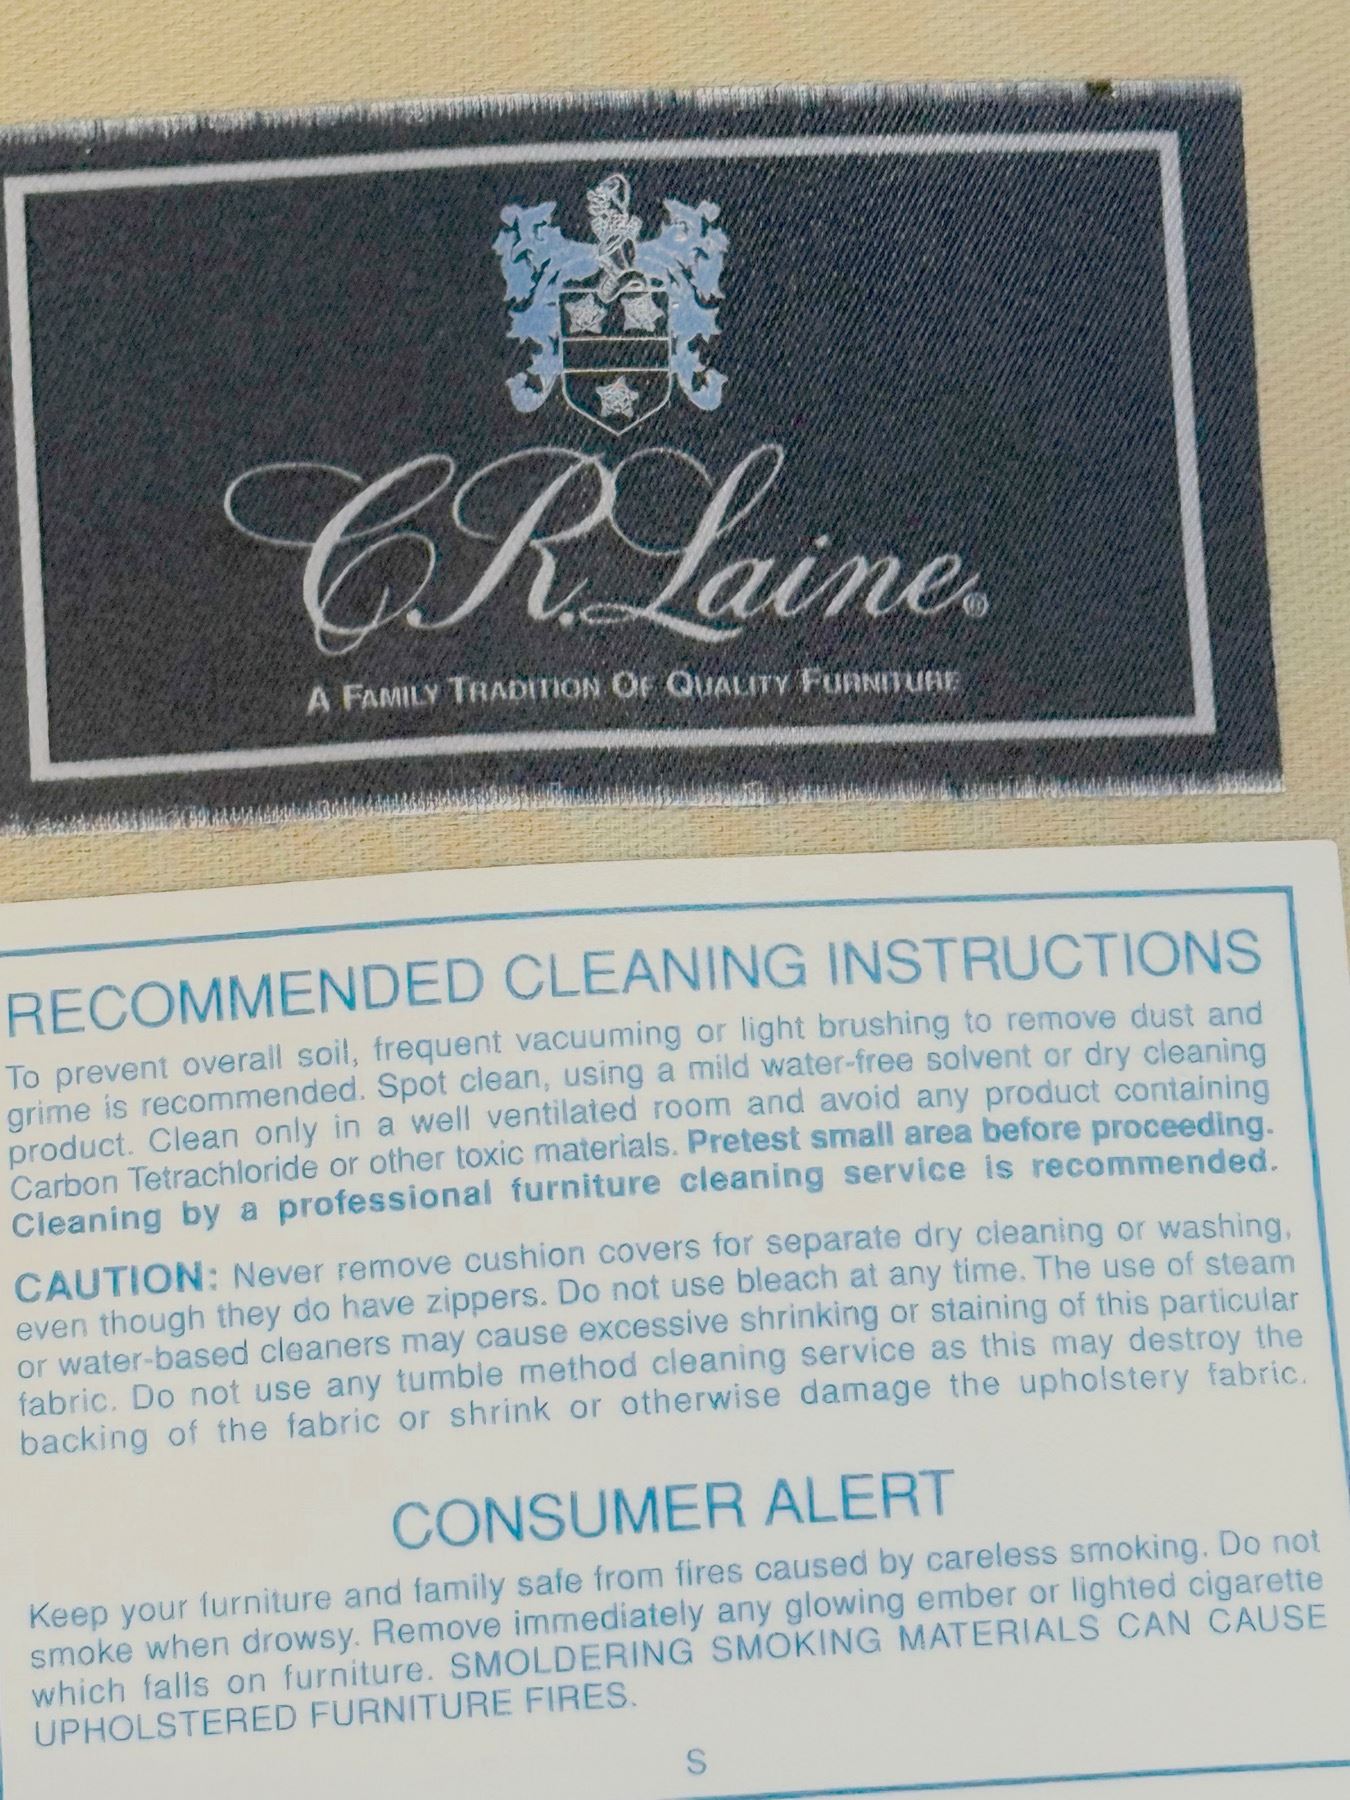 C.R. Laine®
A FAMILY TRADITION OF QUALITY FURNITURE
RECOMMENDED CLEANING INSTRUCTIONS
To prevent overall soil, frequent vacuuming or light brushing to remove dust and
grime is recommended. Spot clean, using a mild water-free solvent or dry cleaning
product. Clean only in a well ventilated room and avoid any product containing
Carbon Tetrachloride or other toxic materials. Pretest small area before proceeding.
Cleaning by a professional furniture cleaning service is recommended.
CAUTION: Never remove cushion covers for separate dry cleaning or washing,
even though they do have zippers. Do not use bleach at any time. The use of steam
or water-based cleaners may cause excessive shrinking or staining of this particular
fabric. Do not use any tumble method cleaning service as this may destroy the
backing of the fabric or shrink or otherwise damage the upholstery fabric.
CONSUMER ALERT
Keep your furniture and family safe from fires caused by careless smoking. Do not
smoke when drowsy. Remove immediately any glowing ember or lighted cigarette
which falls on furniture. SMOLDERING SMOKING MATERIALS CAN CAUSE
UPHOLSTERED FURNITURE FIRES.
S